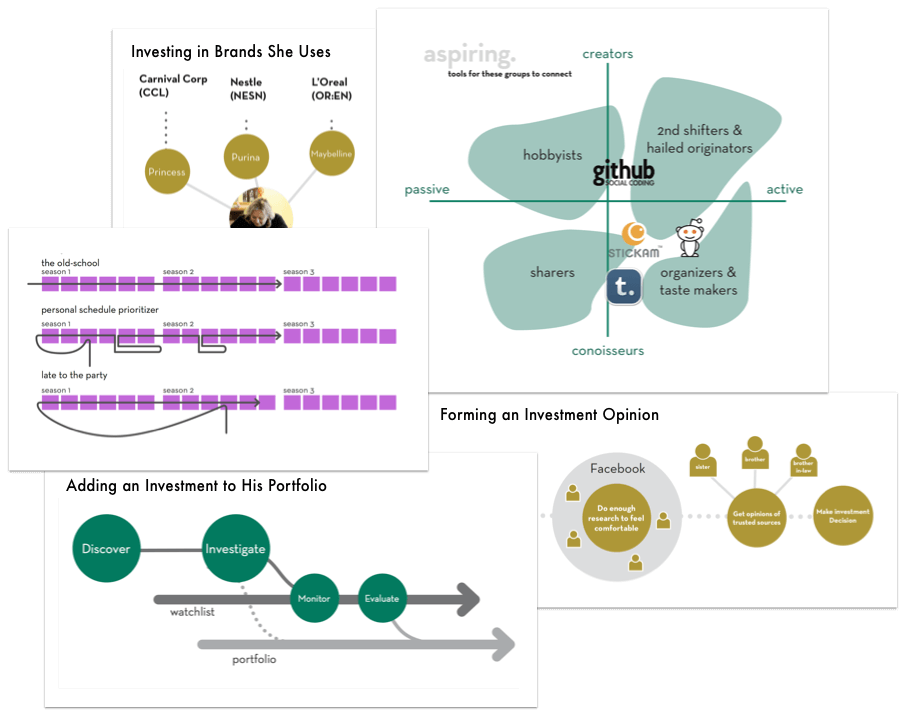 Investing in Brands She Uses
Carnival Corp
(CCL)
Nestle
(NESN)
L'Oreal
(OR:EN)
Princess
Purina
Maybelline
aspiring.
tools for these groups to connect
creators
hobbyists
2nd shifters &
hailed originators
github
SOCIAL CODING
passive
active
STICKAM™
sharers
t.
organizers &
taste makers
conoisseurs
the old-school
season 1
season 2
season 3
personal schedule prioritizer
season 1
season 2
season 3
late to the party
season 1
season 2
season 3
Forming an Investment Opinion
Facebook
Do enough
research to feel
comfortable
sister
brother
brother
in-law
Get opinions of
trusted sources
Make investment
Decision
Adding an Investment to His Portfolio
Discover
Investigate
Monitor
Evaluate
watchlist
portfolio